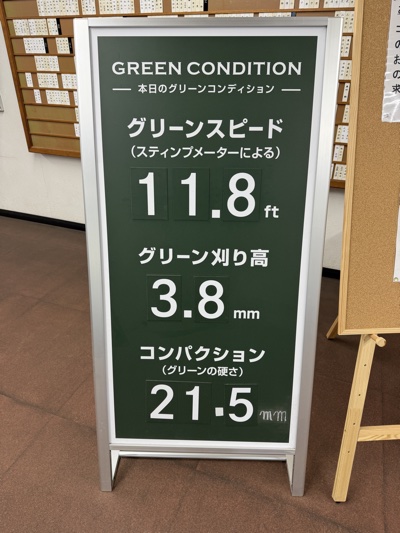 GREEN CONDITION
本日のグリーンコンディション
グリーンスピード
(スティンプメーターによる)
11.8 ft
グリーン刈り高
3.8 mm
コンパクション
(グリーンの硬さ)
21.5 mm